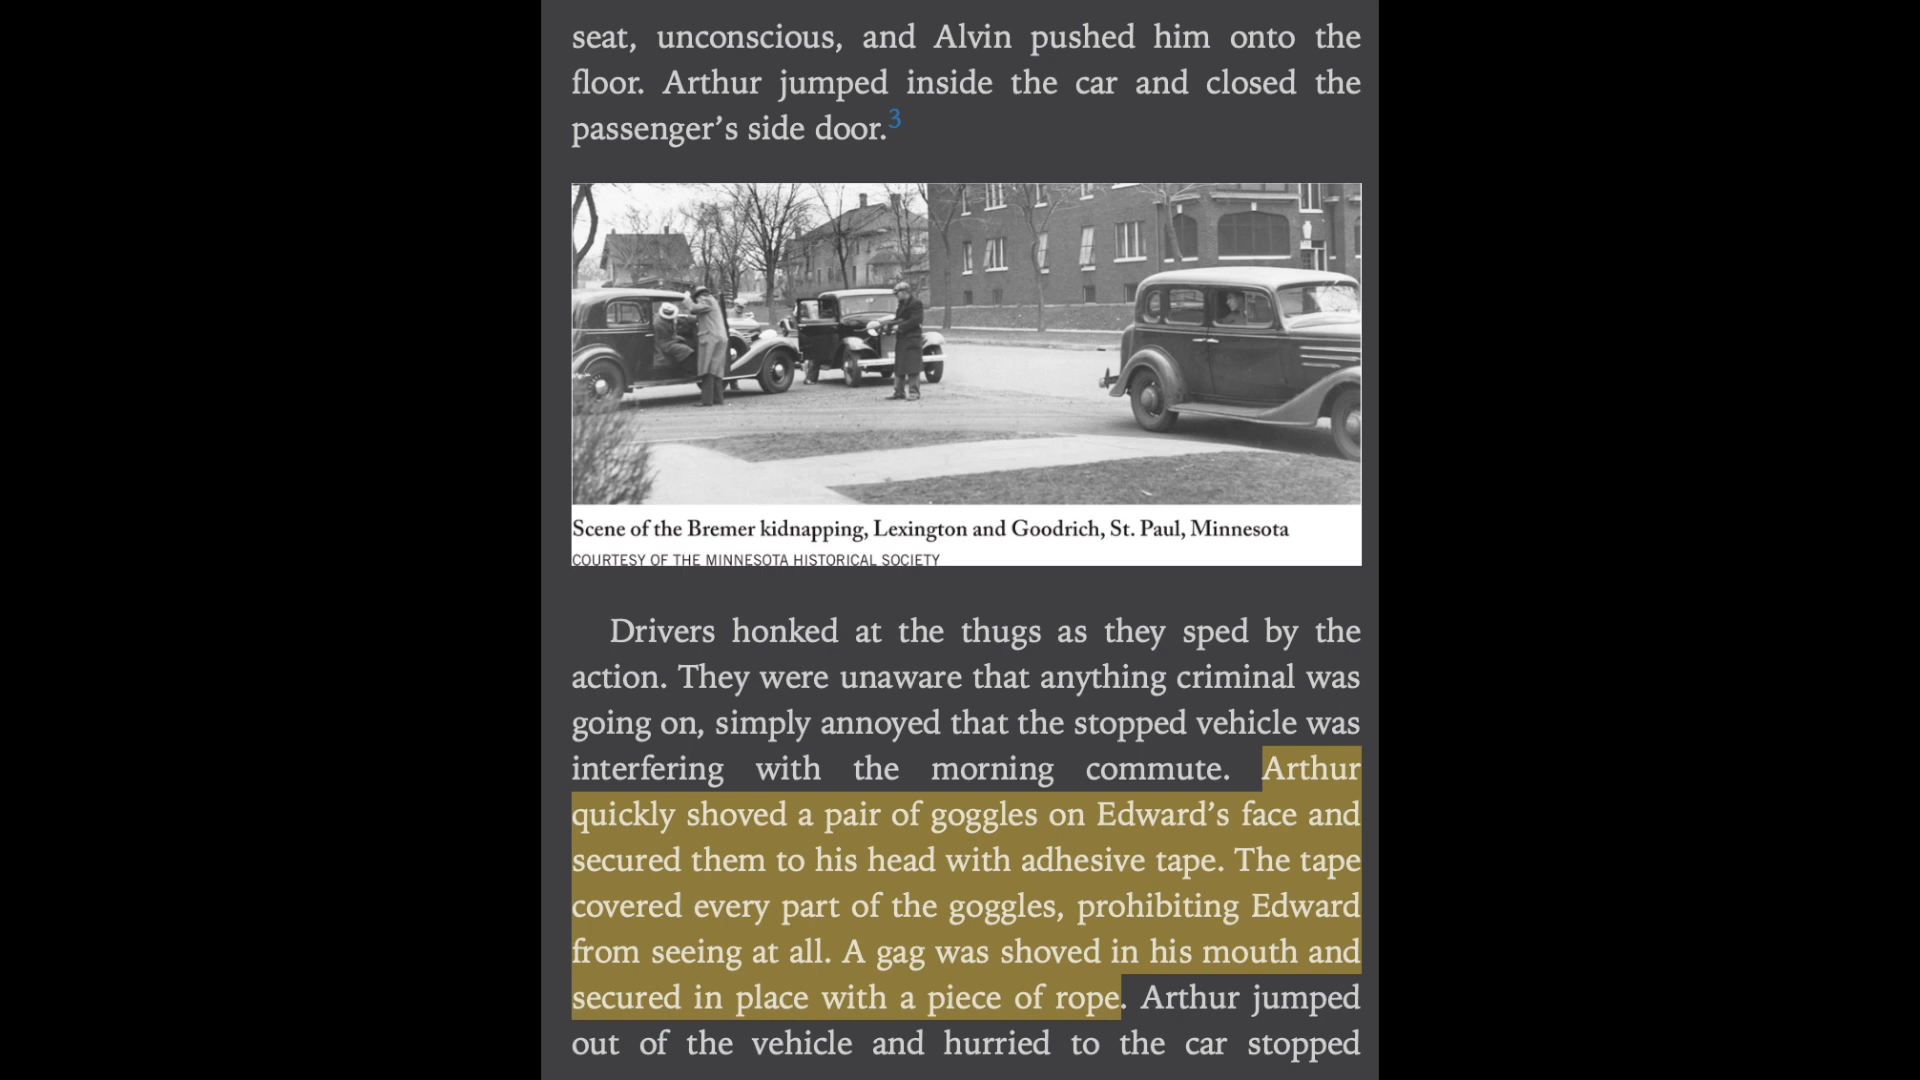 seat, unconscious, and Alvin pushed him onto the
floor. Arthur jumped inside the car and closed the
passenger’s side door.3
Scene of the Bremer kidnapping, Lexington and Goodrich, St. Paul, Minnesota
COURTESY OF THE MINNESOTA HISTORICAL SOCIETY
Drivers honked at the thugs as they sped by the
action. They were unaware that anything criminal was
going on, simply annoyed that the stopped vehicle was
interfering with the morning commute. Arthur
quickly shoved a pair of goggles on Edward’s face and
secured them to his head with adhesive tape. The tape
covered every part of the goggles, prohibiting Edward
from seeing at all. A gag was shoved in his mouth and
secured in place with a piece of rope. Arthur jumped
out of the vehicle and hurried to the car stopped